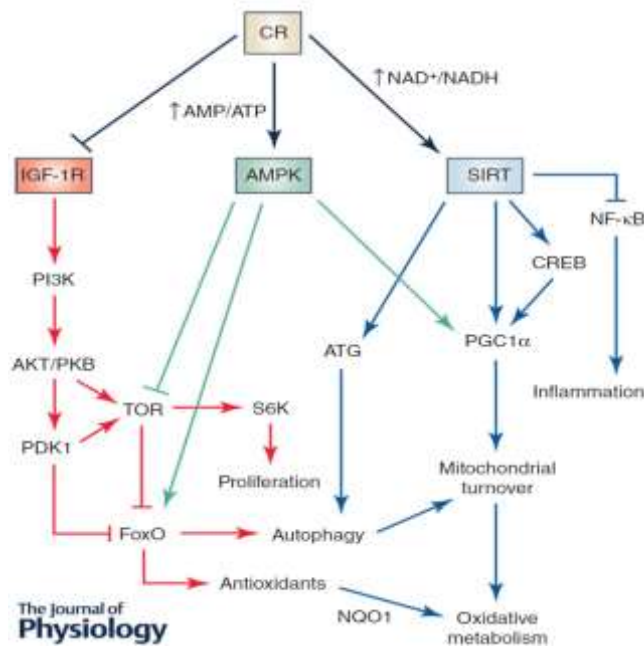 CR
↑NAD⁺/NADH
↑AMP/ATP
IGF-1R
AMPK
SIRT
NF-κB
CREB
PI3K
ATG
PGC1α
AKT/PKB
Inflammation
TOR
S6K
PDK1
Proliferation
Mitochondrial
turnover
FoxO
Autophagy
Antioxidants
NQO1
Oxidative
metabolism
The Journal of
Physiology